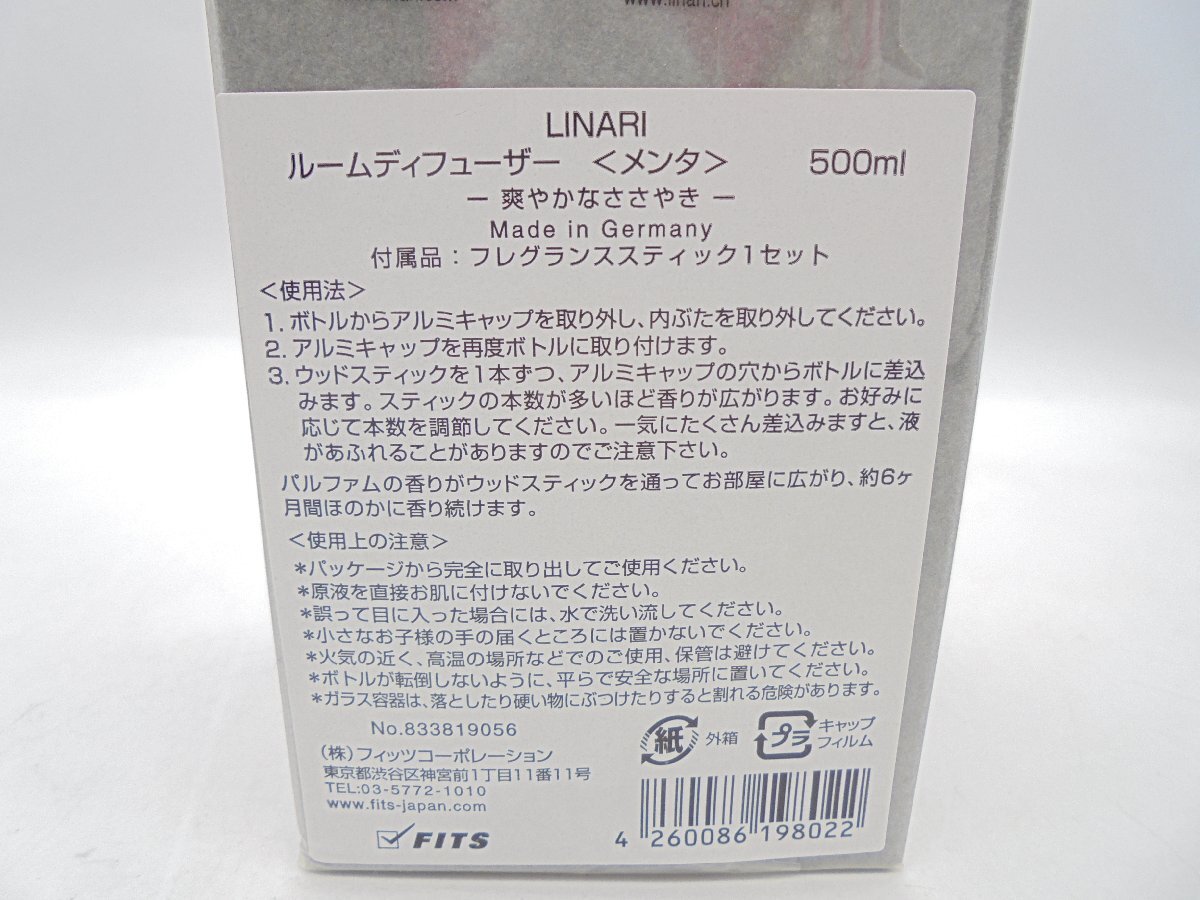 www.linari.cn
LINARI
ルームディフューザー <メンタ> 500ml
― 爽やかなささやき ―
Made in Germany
付属品:フレグランススティック1セット
<使用法>
1. ボトルからアルミキャップを取り外し、内ぶたを取り外してください。
2. アルミキャップを再度ボトルに取り付けます。
3. ウッドスティックを1本ずつ、アルミキャップの穴からボトルに差込
みます。スティックの本数が多いほど香りが広がります。お好みに
応じて本数を調節してください。一気にたくさん差込みますと、液
があふれることがありますのでご注意下さい。
パルファムの香りがウッドスティックを通ってお部屋に広がり、約6ヶ
月間ほのかに香り続けます。
<使用上の注意>
*パッケージから完全に取り出してご使用ください。
*原液を直接お肌に付けないでください。
*誤って目に入った場合には、水で洗い流してください。
*小さなお子様の手の届くところには置かないでください。
*火気の近く、高温の場所などでのご使用、保管は避けてください。
*ボトルが転倒しないように、平らで安全な場所に置いてください。
*ガラス容器は、落としたり硬い物にぶつけたりすると割れる危険があります。
No.833819056
(株)フィッツコーポレーション
東京都渋谷区神宮前1丁目11番11号
TEL:03-5772-1010
www.fits-japan.com
FITS
紙 外箱
プラ キャップ
フィルム
4 260086 198022